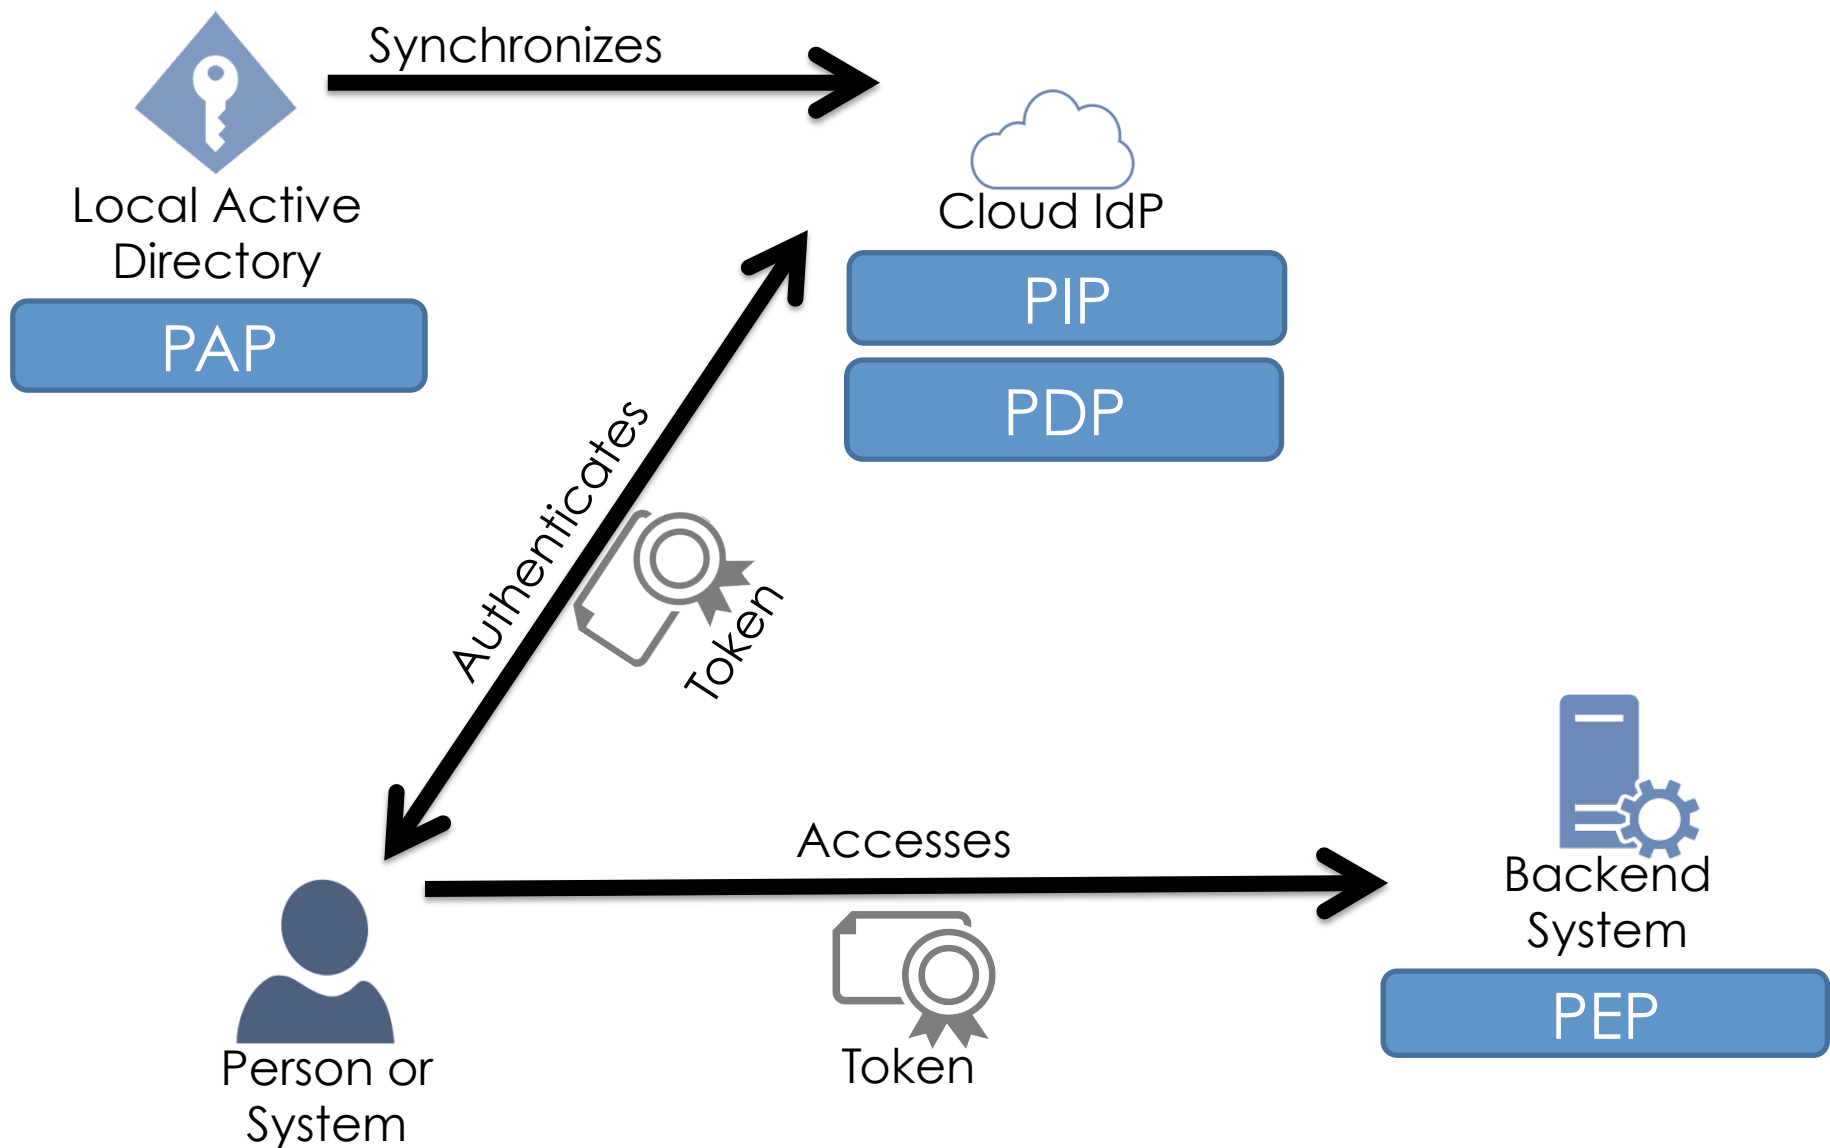 Synchronizes
Local Active
Directory
PAP
Cloud IdP
PIP
PDP
Authenticates
Token
Accesses
Token
Backend
System
PEP
Person or
System